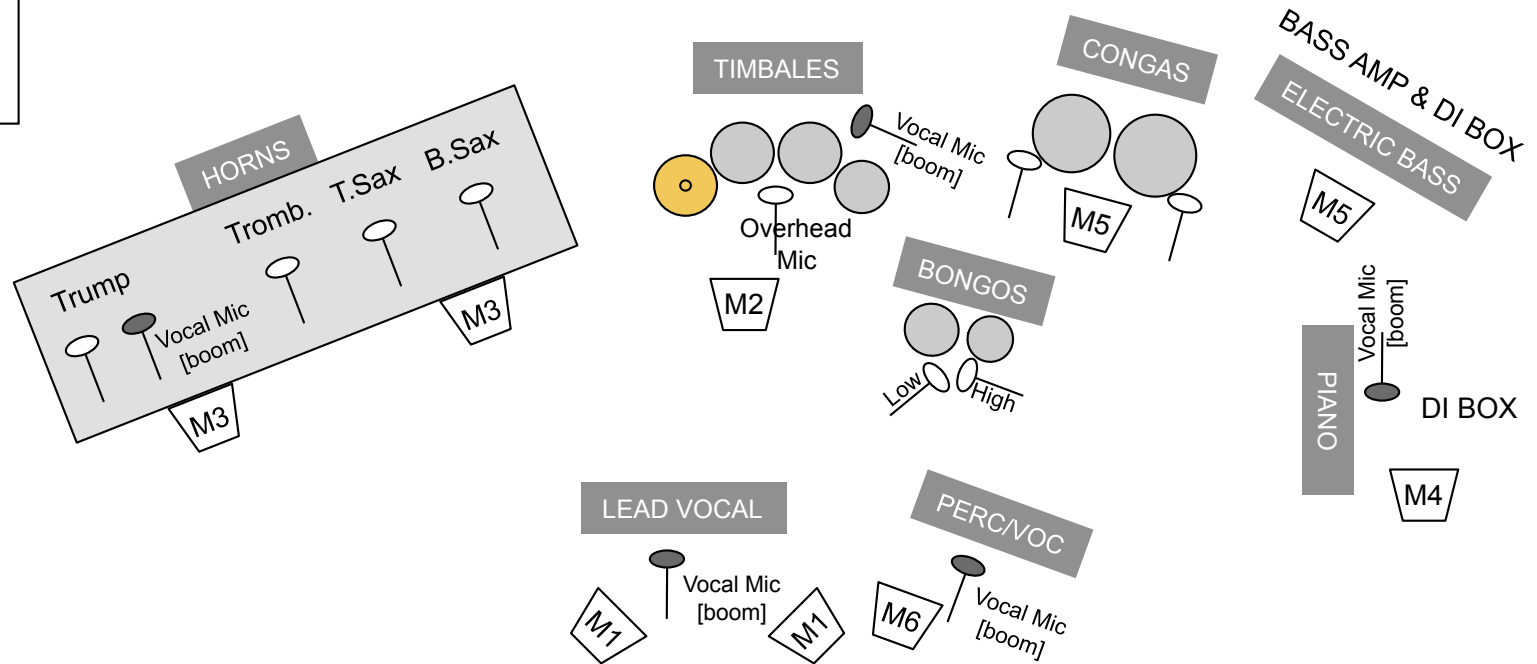 HORNS
Trump
Tromb.
T.Sax
B.Sax
Vocal Mic
[boom]
M3
M3
TIMBALES
Vocal Mic
[boom]
Overhead
Mic
M2
CONGAS
M5
BASS AMP & DI BOX
ELECTRIC BASS
M5
BONGOS
Low
High
PIANO
Vocal Mic
[boom]
DI BOX
M4
LEAD VOCAL
Vocal Mic
[boom]
M1
M1
PERC/VOC
M6
Vocal Mic
[boom]